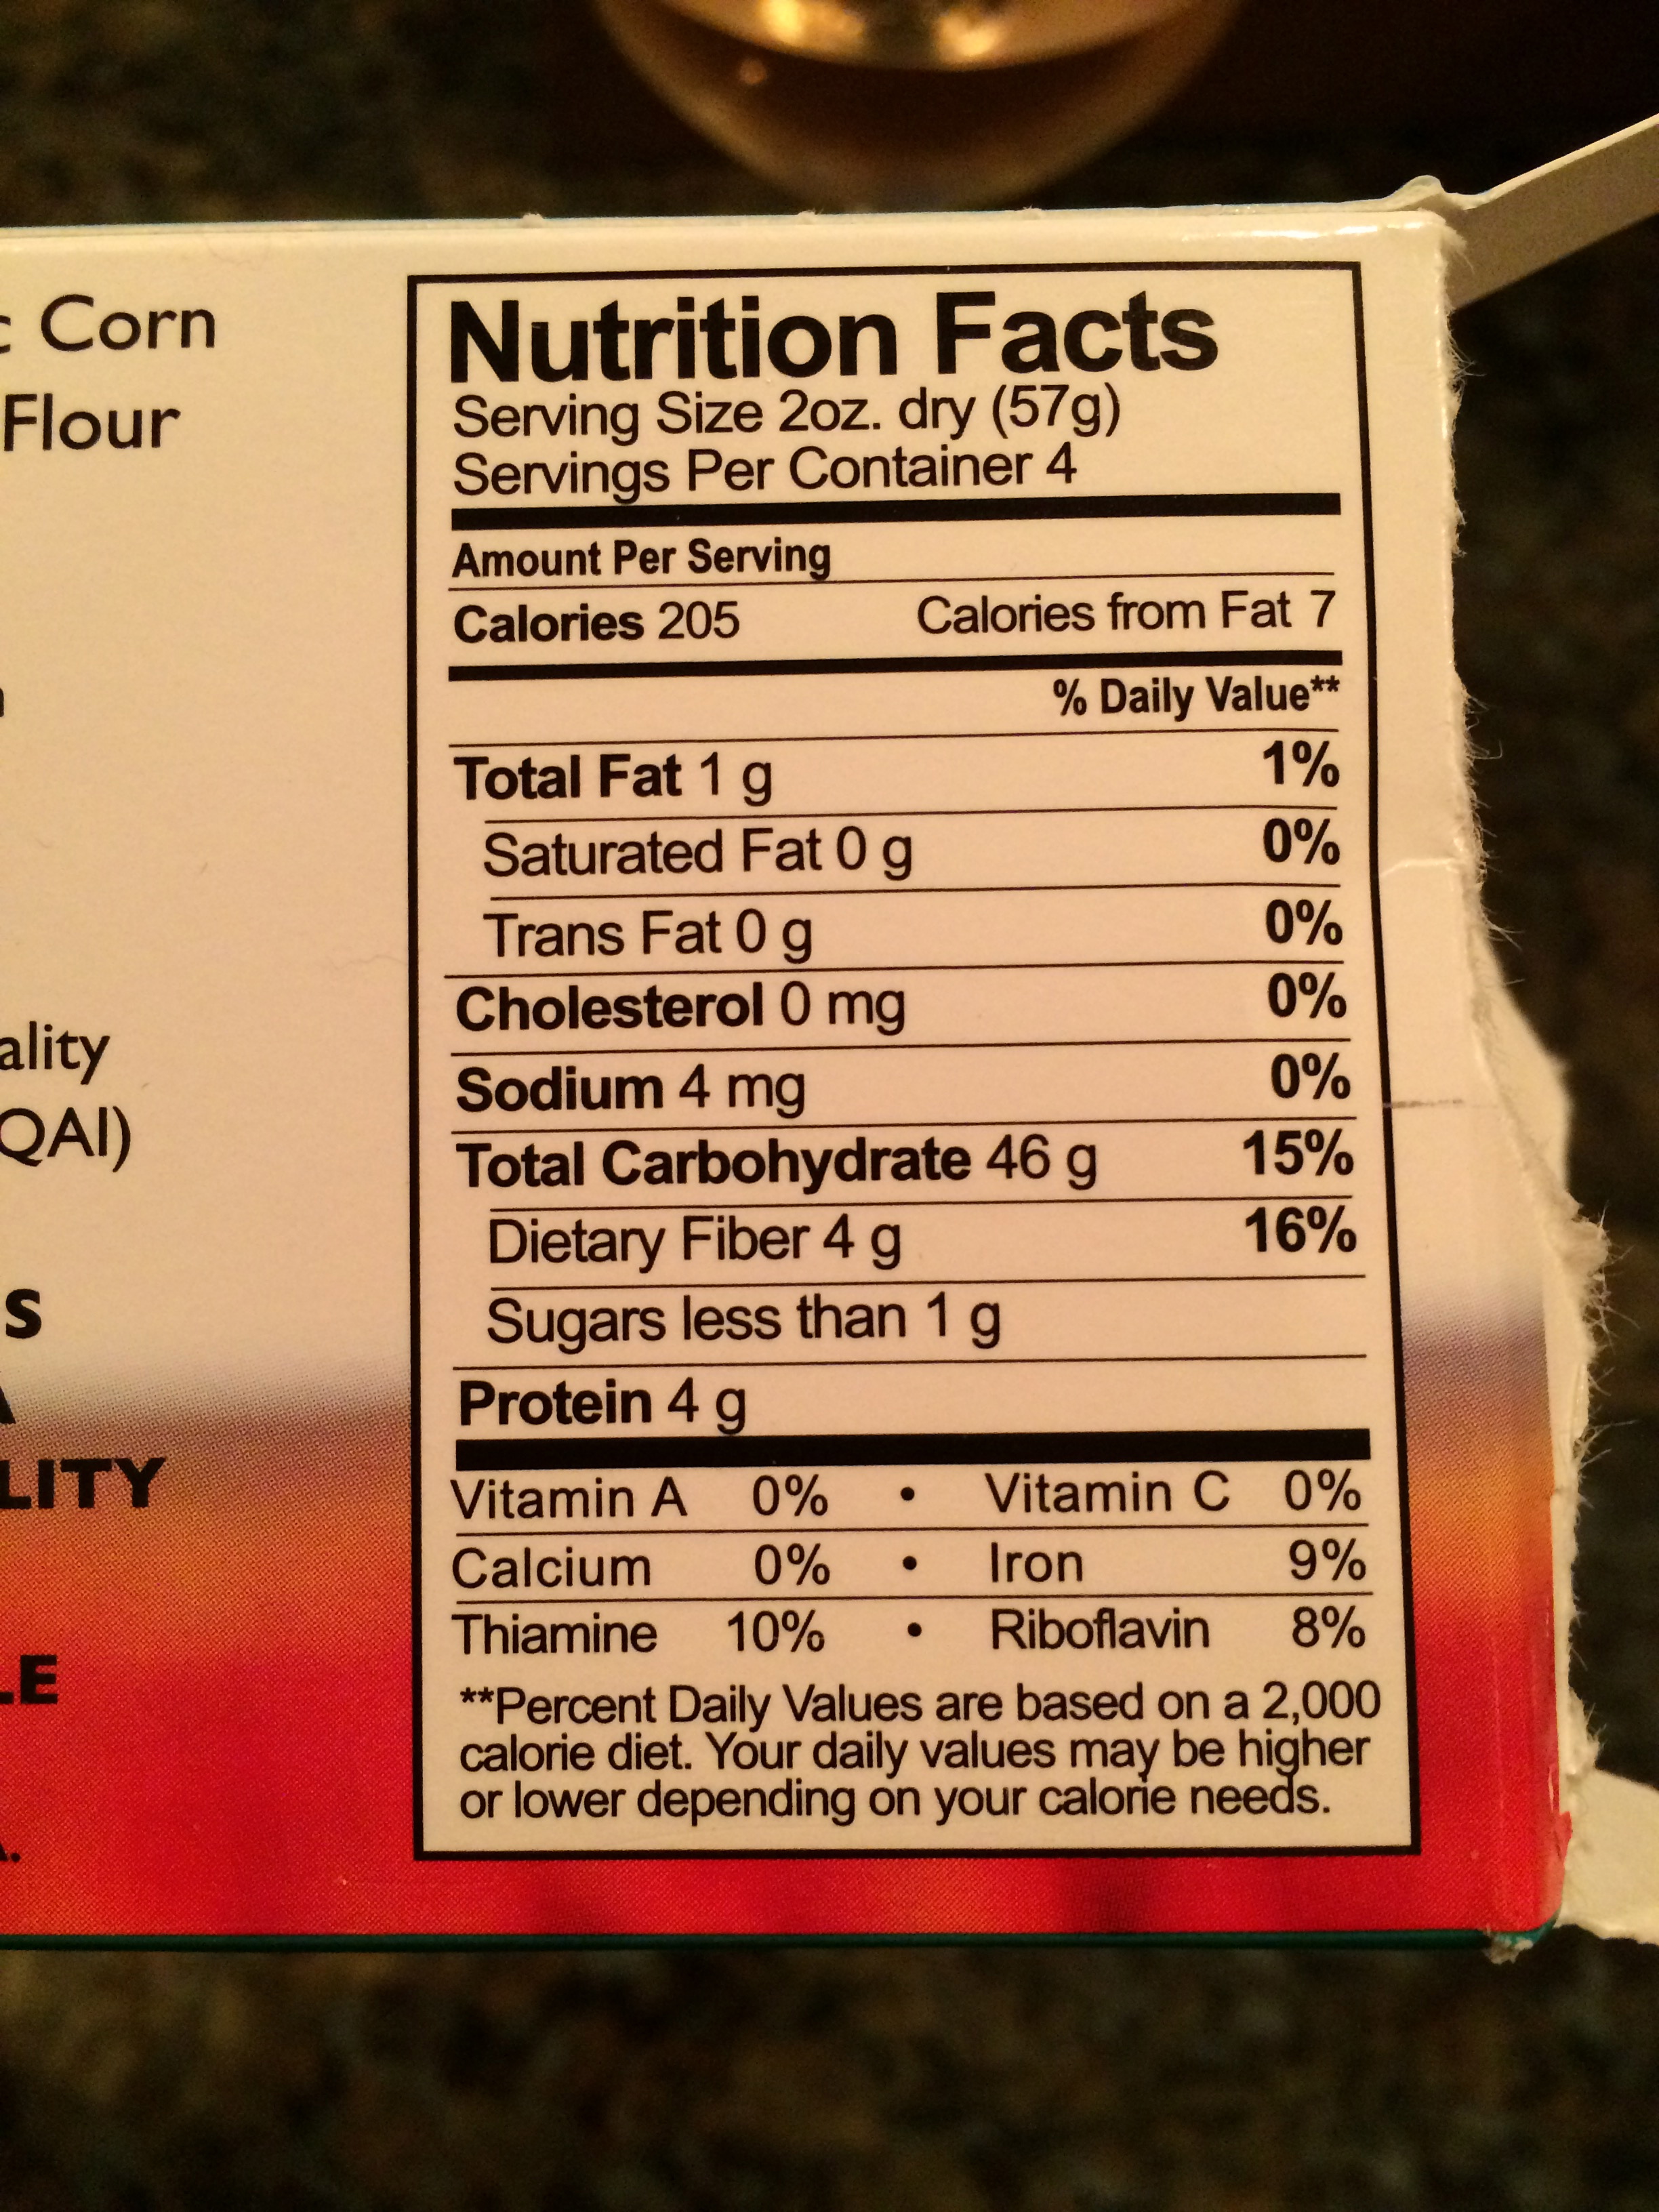 c Corn
Flour
ality
QAI)
S
LITY
LE
Nutrition Facts
Serving Size 2oz. dry (57g)
Servings Per Container 4
Amount Per Serving
Calories 205 Calories from Fat 7
% Daily Value**
Total Fat 1 g 1%
Saturated Fat 0 g 0%
Trans Fat 0 g 0%
Cholesterol 0 mg 0%
Sodium 4 mg 0%
Total Carbohydrate 46 g 15%
Dietary Fiber 4 g 16%
Sugars less than 1 g
Protein 4 g
Vitamin A 0% • Vitamin C 0%
Calcium 0% • Iron 9%
Thiamine 10% • Riboflavin 8%
**Percent Daily Values are based on a 2,000
calorie diet. Your daily values may be higher
or lower depending on your calorie needs.